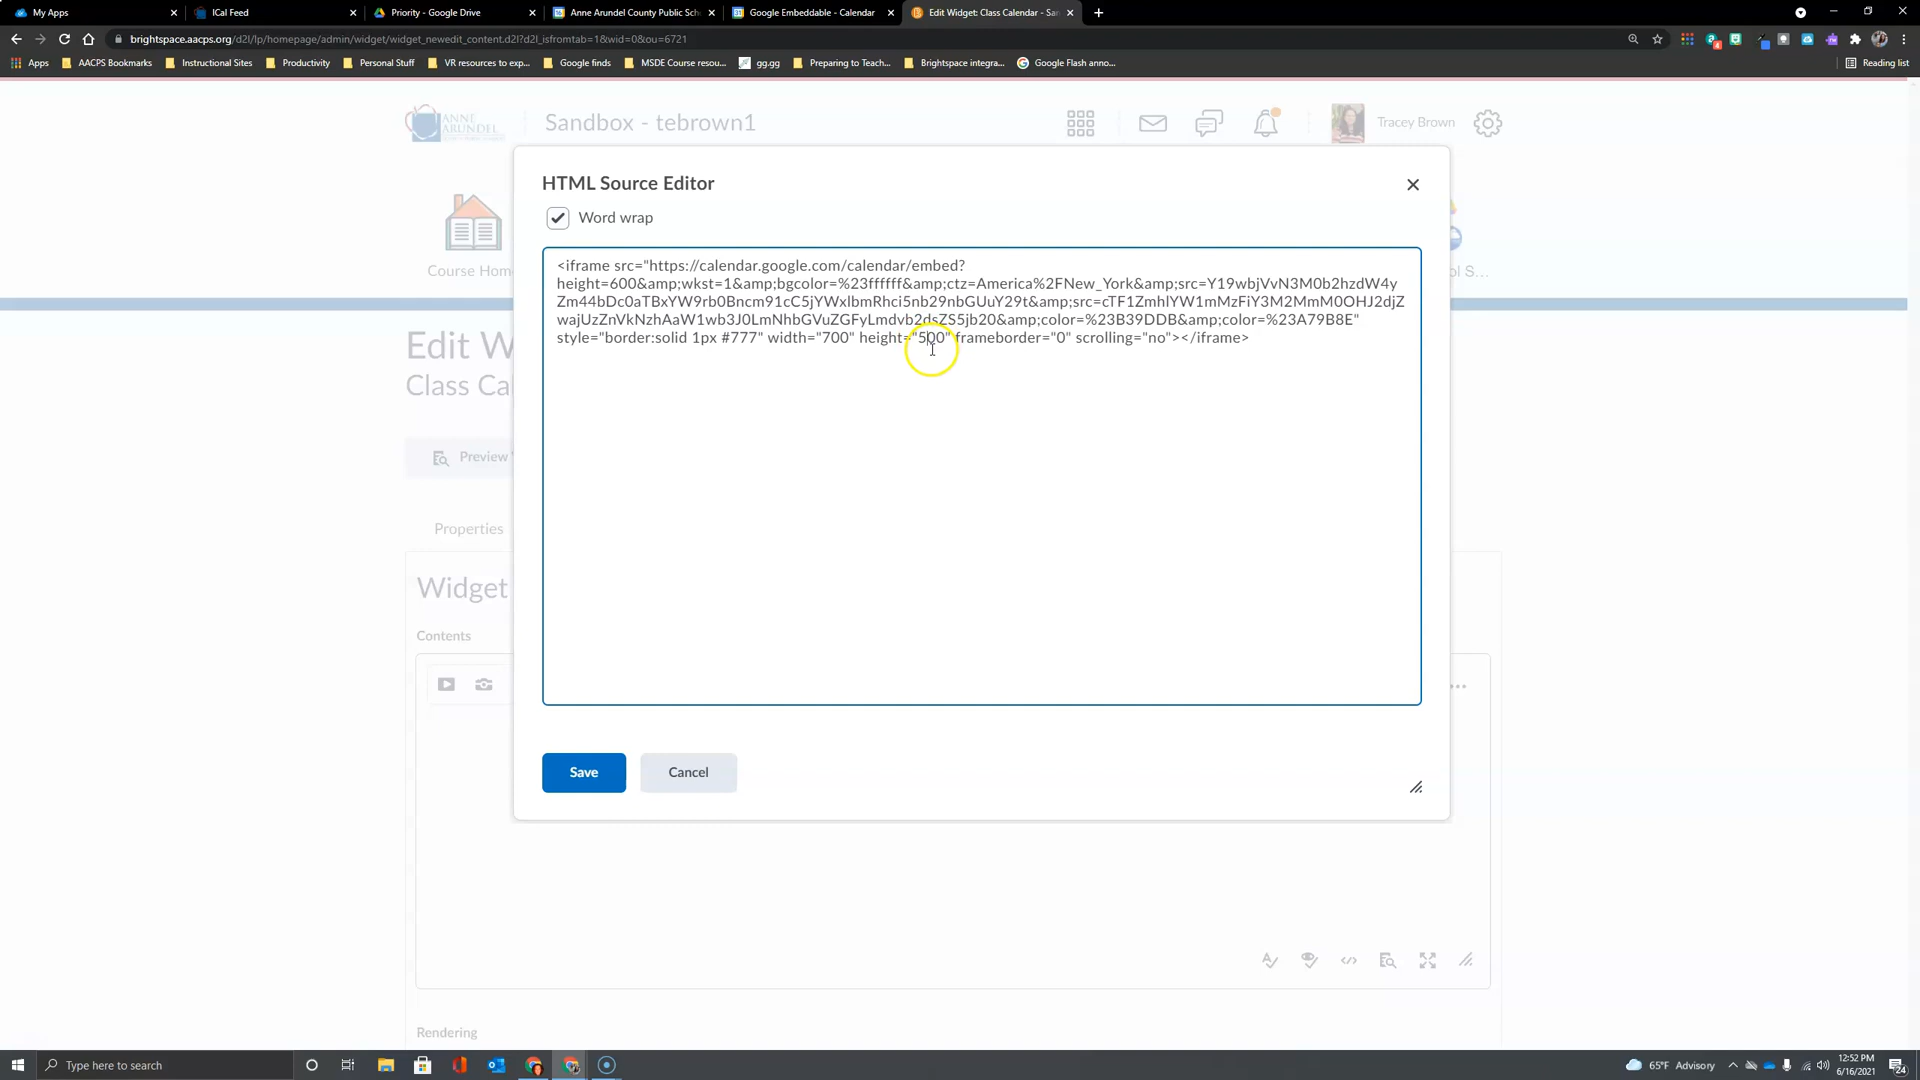 My Apps
ICal Feed
Priority - Google Drive
Anne Arundel County Public Sch
Google Embeddable - Calendar
Edit Widget: Class Calendar - San
brightspace.aacps.org/d2l/lp/homepage/admin/widget/widget_newedit_content.d2l?d2l_isfromtab=1&wid=0&ou=6721
Apps
AACPS Bookmarks
Instructional Sites
Productivity
Personal Stuff
VR resources to exp...
Google finds
MSDE Course resou...
gg.gg
Preparing to Teach...
Brightspace integra...
Google Flash anno...
Reading list
ANNE ARUNDEL
Sandbox - tebrown1
Tracey Brown
HTML Source Editor
Word wrap
Course Hom
ol S...
<iframe src="https://calendar.google.com/calendar/embed?
height=600&amp;wkst=1&amp;bgcolor=%23ffffff&amp;ctz=America%2FNew_York&amp;src=Y19wbjVvN3M0b2hzdW4y
Zm44bDc0aTBxYW9rb0Bncm91cC5jYWxlbmRhci5nb29nbGUuY29t&amp;src=cTF1ZmhlYW1mMzFiY3M2MmM0OHJ2djZ
wajUzZnVkNzhAaW1wb3J0LmNhbGVuZGFyLmdvb2dsZS5jb20&amp;color=%23B39DDB&amp;color=%23A79B8E"
style="border:solid 1px #777" width="700" height="500" frameborder="0" scrolling="no"></iframe>
Edit W
Class Ca
Preview
Properties
Widget
Contents
Save
Cancel
Rendering
Type here to search
65°F Advisory
12:52 PM
6/16/2021
24